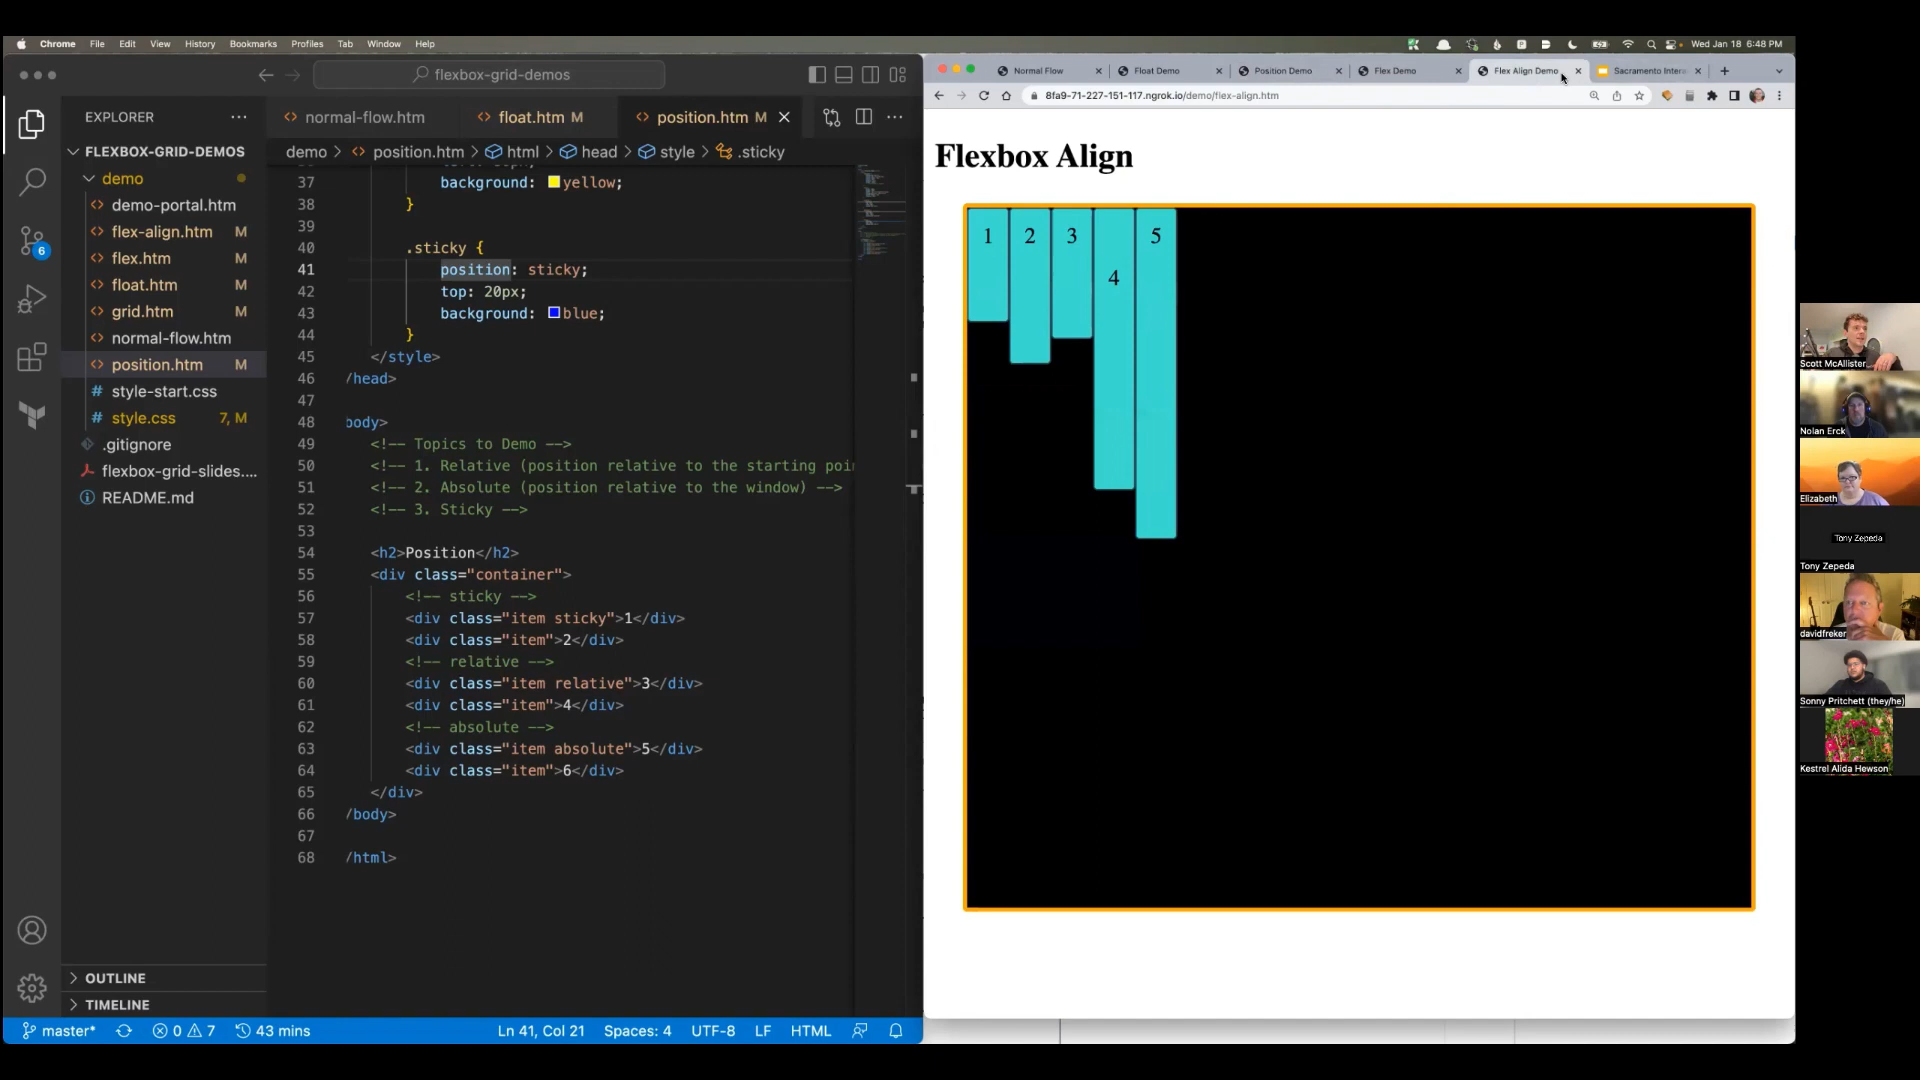 Chrome File Edit View History Bookmarks Profiles Tab Window Help
Wed Jan 18 6:48 PM
flexbox-grid-demos
EXPLORER
FLEXBOX-GRID-DEMOS
demo
demo-portal.htm
flex-align.htm M
flex.htm M
float.htm M
grid.htm M
normal-flow.htm
position.htm M
style-start.css
style.css 7, M
.gitignore
flexbox-grid-slides....
README.md
OUTLINE
TIMELINE
6
normal-flow.htm
float.htm M
position.htm M
demo > position.htm > html > head > style > .sticky
37 background: yellow;
38 }
39
40 .sticky {
41 position: sticky;
42 top: 20px;
43 background: blue;
44 }
45 </style>
46 /head>
47
48 body>
49 <!-- Topics to Demo -->
50 <!-- 1. Relative (position relative to the starting poi
51 <!-- 2. Absolute (position relative to the window) -->
52 <!-- 3. Sticky -->
53
54 <h2>Position</h2>
55 <div class="container">
56 <!-- sticky -->
57 <div class="item sticky">1</div>
58 <div class="item">2</div>
59 <!-- relative -->
60 <div class="item relative">3</div>
61 <div class="item">4</div>
62 <!-- absolute -->
63 <div class="item absolute">5</div>
64 <div class="item">6</div>
65 </div>
66 /body>
67
68 /html>
master* 0 7 43 mins
Ln 41, Col 21 Spaces: 4 UTF-8 LF HTML
Normal Flow
Float Demo
Position Demo
Flex Demo
Flex Align Demo
Sacramento Intera
8fa9-71-227-151-117.ngrok.io/demo/flex-align.htm
Flexbox Align
1
2
3
4
5
Scott McAllister
Nolan Erck
Elizabeth
Tony Zepeda
Tony Zepeda
davidfreker
Sonny Pritchett (they/he)
Kestrel Alida Hewson